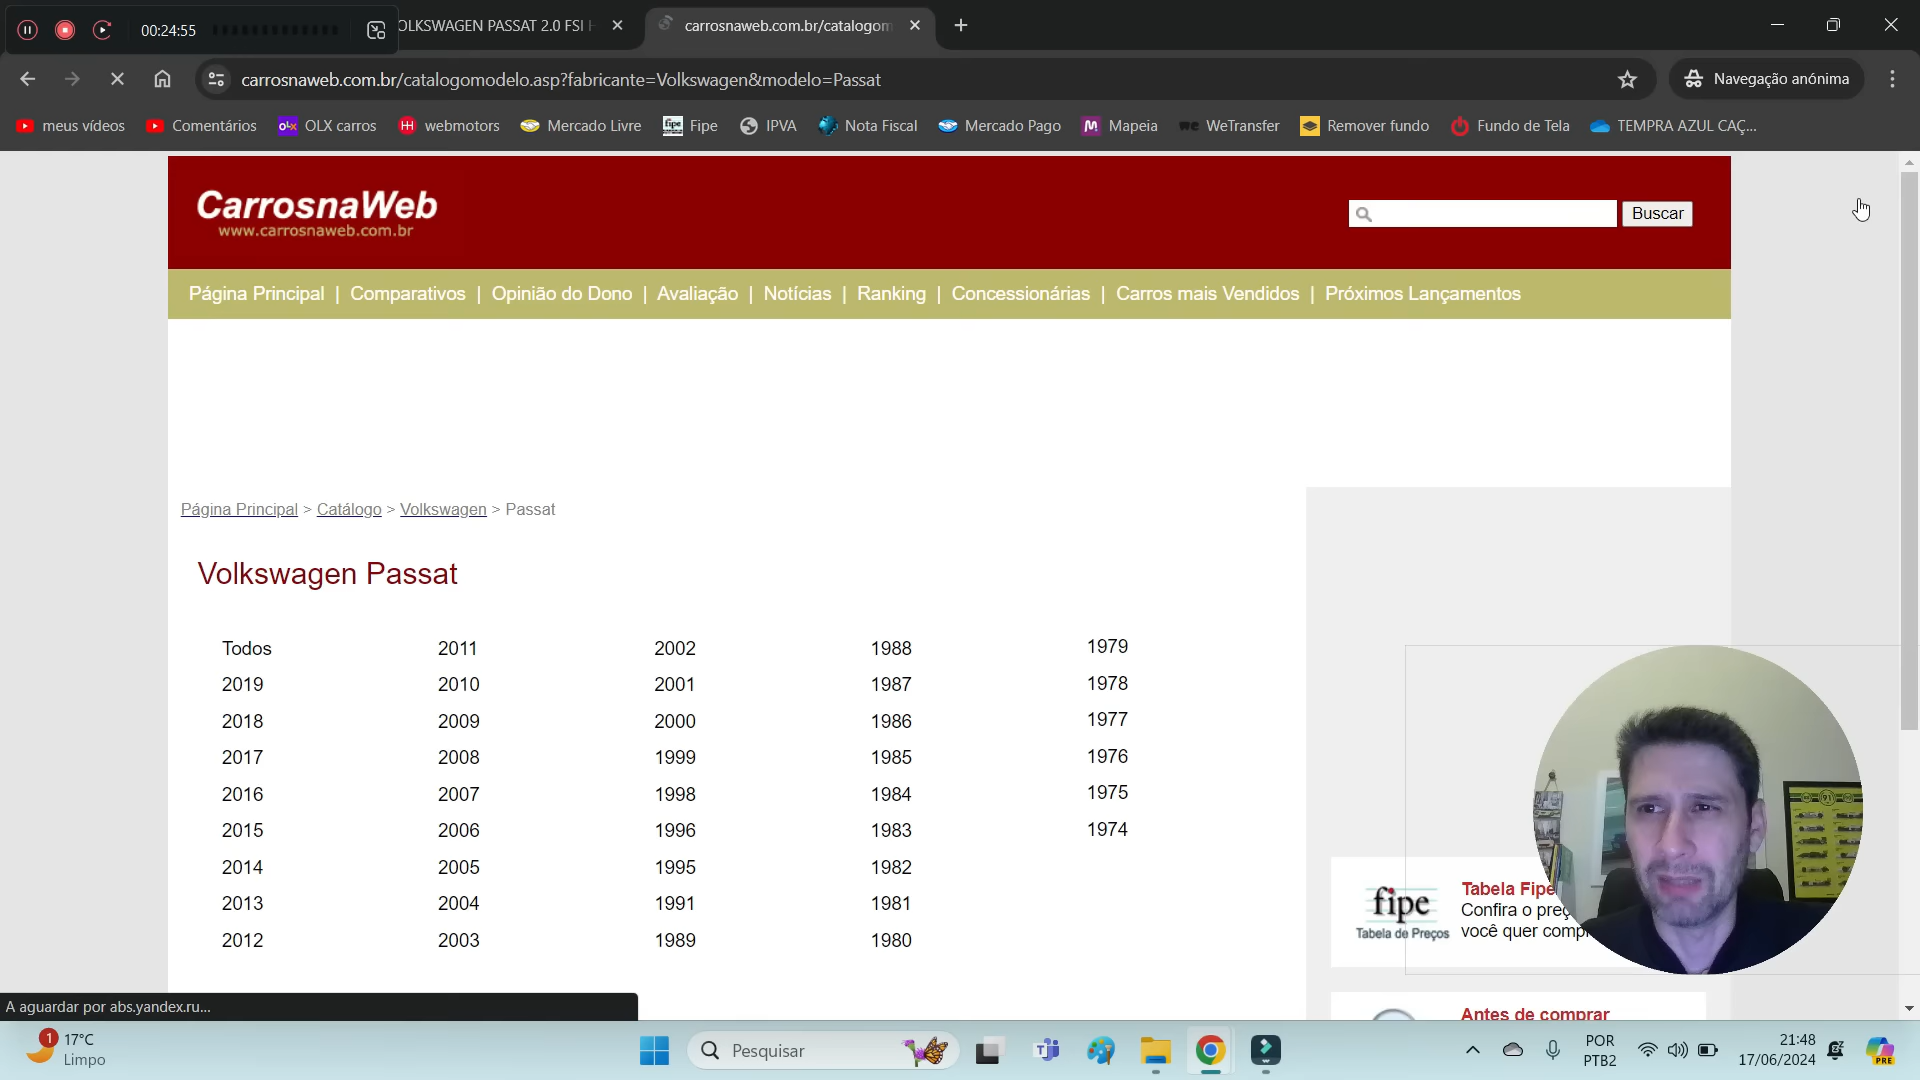 00:24:55
OLKSWAGEN PASSAT 2.0 FSI
carrosnaweb.com.br/catalogom
carrosnaweb.com.br/catalogomodelo.asp?fabricante=Volkswagen&modelo=Passat
Navegação anónima
meus vídeos
Comentários
OLX carros
webmotors
Mercado Livre
Fipe
IPVA
Nota Fiscal
Mercado Pago
Mapeia
WeTransfer
Remover fundo
Fundo de Tela
TEMPRA AZUL CAÇ...
CarrosnaWeb
www.carrosnaweb.com.br
Buscar
Página Principal | Comparativos | Opinião do Dono | Avaliação | Notícias | Ranking | Concessionárias | Carros mais Vendidos | Próximos Lançamentos
Página Principal > Catálogo > Volkswagen > Passat
Volkswagen Passat
Todos 2011 2002 1988 1979
2019 2010 2001 1987 1978
2018 2009 2000 1986 1977
2017 2008 1999 1985 1976
2016 2007 1998 1984 1975
2015 2006 1996 1983 1974
2014 2005 1995 1982
2013 2004 1991 1981
2012 2003 1989 1980
fipe
Tabela de Preços
Tabela Fipe
Confira o preç
você quer comp
Antes de comprar
A aguardar por abs.yandex.ru...
1
17°C
Limpo
Pesquisar
POR
PTB2
21:48
17/06/2024
PRE